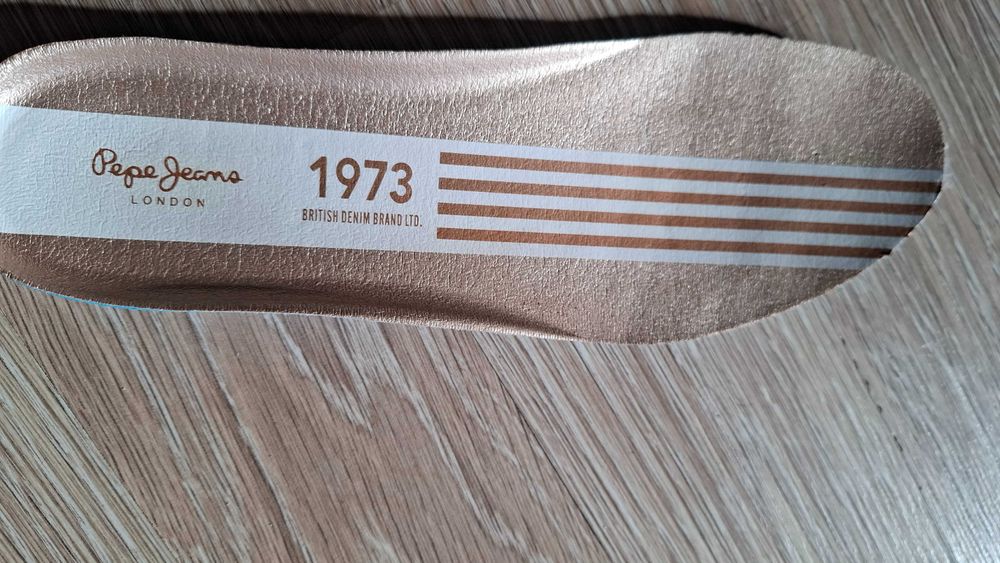 Pepe Jeans
LONDON
1973
BRITISH DENIM BRAND LTD.